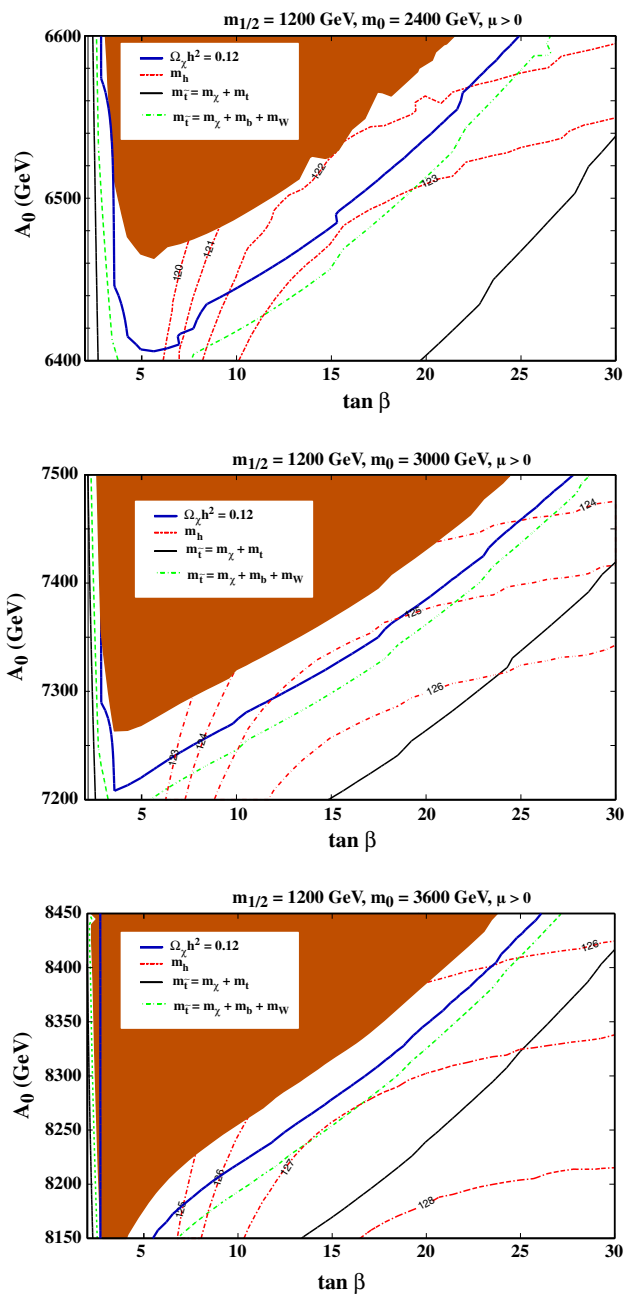 m1/2 = 1200 GeV, m0 = 2400 GeV, μ > 0
6600
6500
6400
A0 (GeV)
Ωχh² = 0.12
mh
mt̃ = mχ + mt
mt̃ = mχ + mb + mW
122
123
121
120
5 10 15 20 25 30
tan β
m1/2 = 1200 GeV, m0 = 3000 GeV, μ > 0
7500
7400
7300
7200
A0 (GeV)
Ωχh² = 0.12
mh
mt̃ = mχ + mt
mt̃ = mχ + mb + mW
124
125
126
124
123
5 10 15 20 25 30
tan β
m1/2 = 1200 GeV, m0 = 3600 GeV, μ > 0
8450
8400
8350
8300
8250
8200
8150
A0 (GeV)
Ωχh² = 0.12
mh
mt̃ = mχ + mt
mt̃ = mχ + mb + mW
126
127
126
125
128
5 10 15 20 25 30
tan β